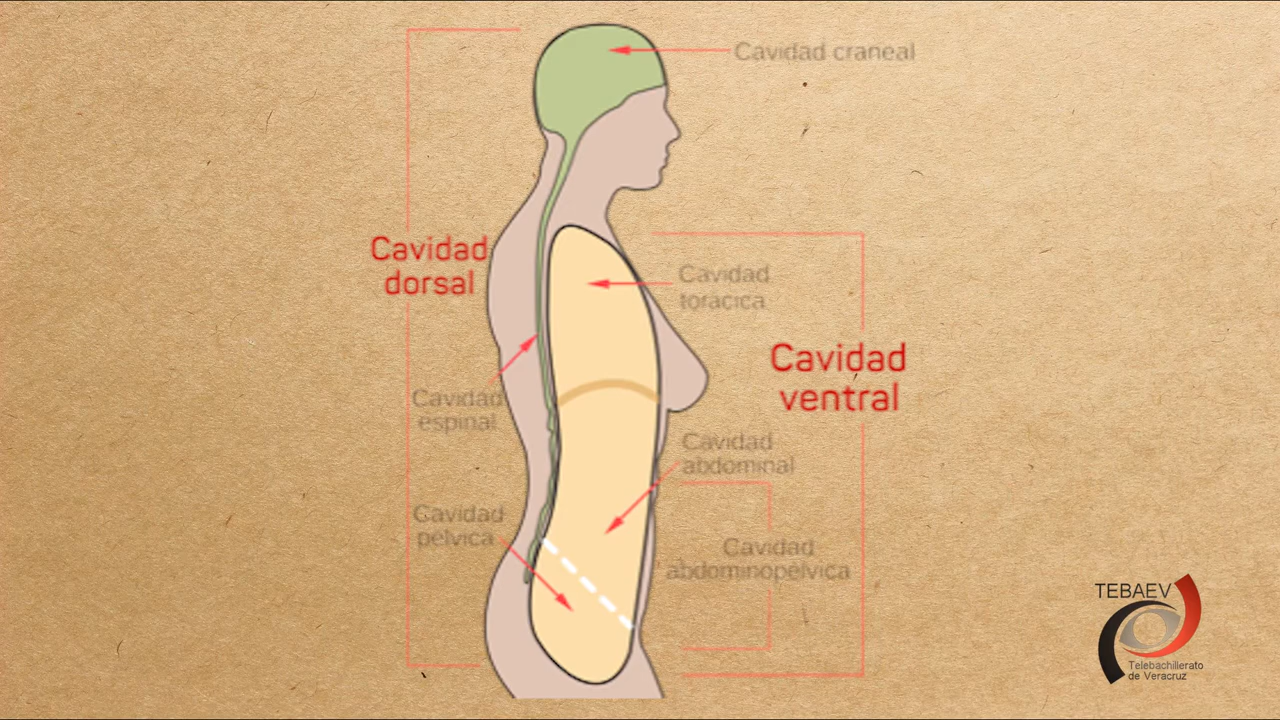 Cavidad craneal
Cavidad
dorsal
Cavidad
toracica
Cavidad
ventral
Cavidad
espinal
Cavidad
abdominal
Cavidad
pelvica
Cavidad
abdominopelvica
TEBAEV
Telebachillerato
de Veracruz